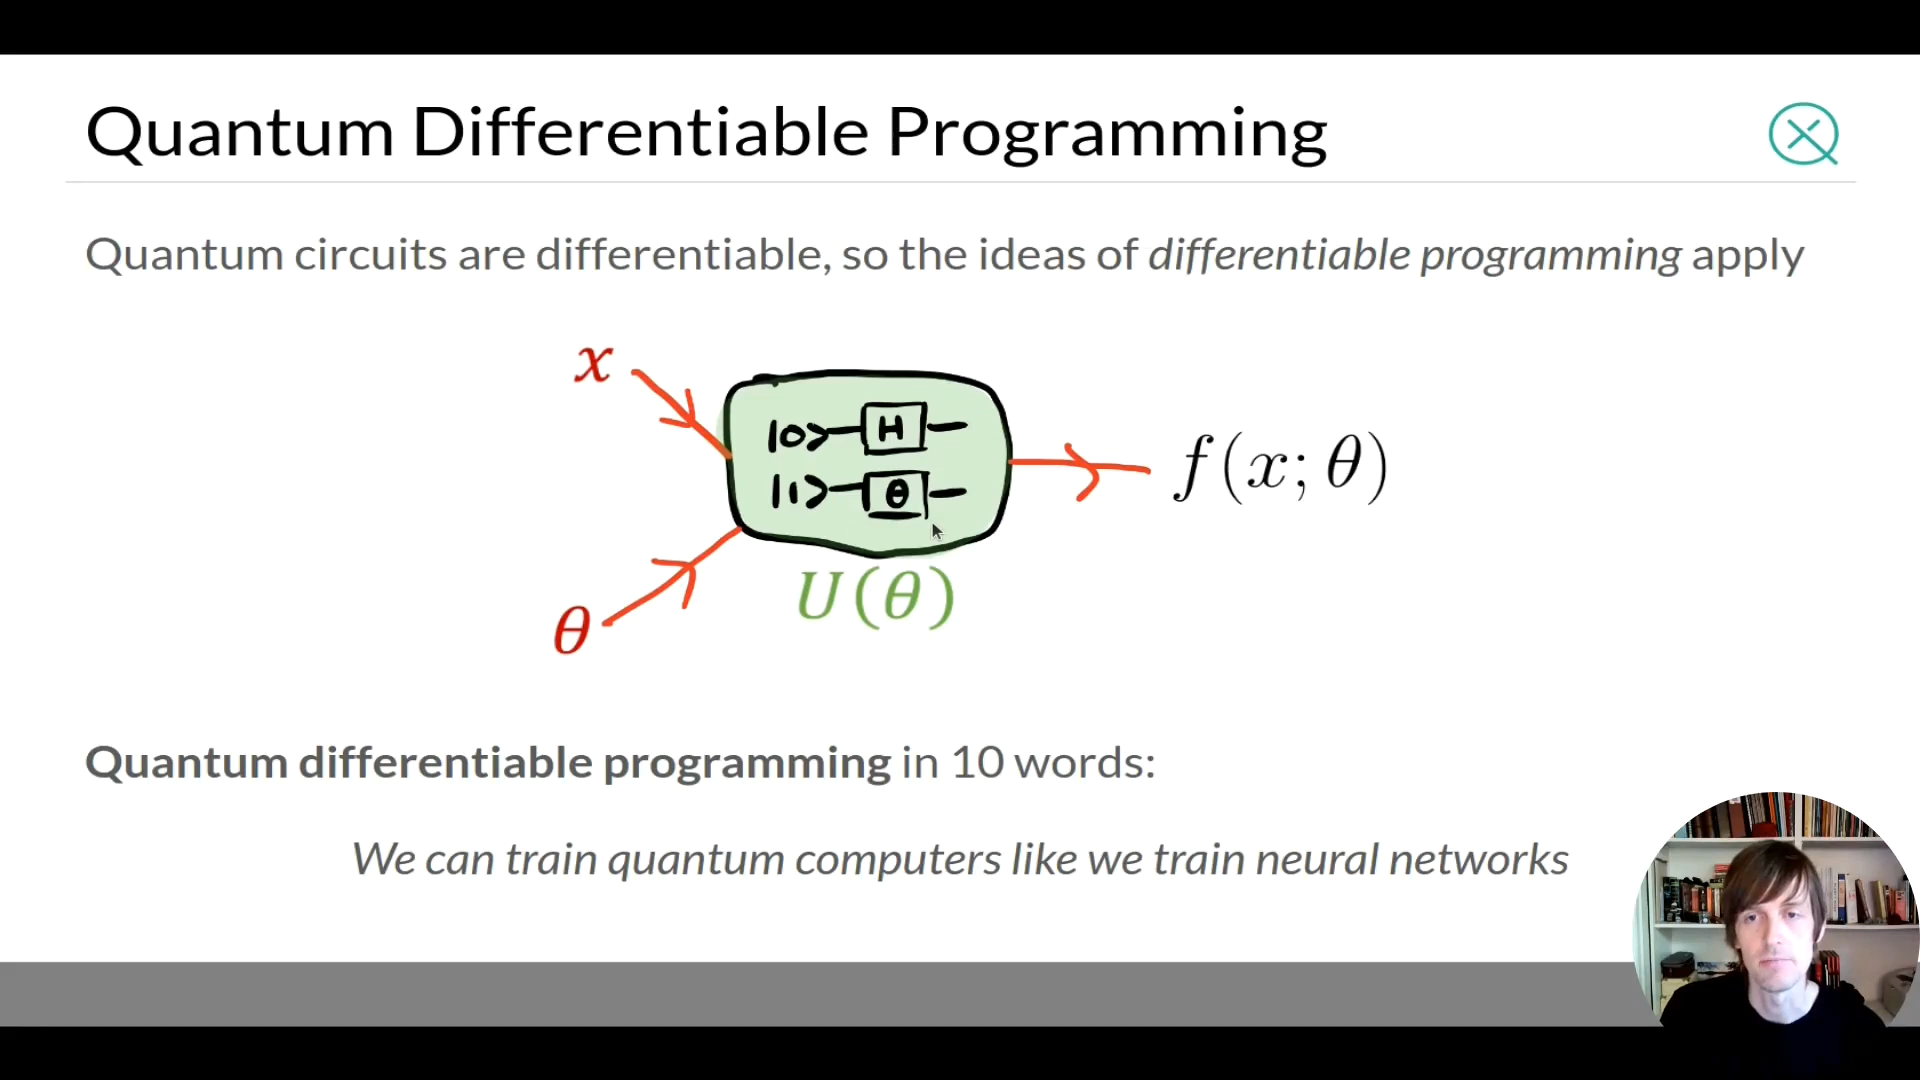 Quantum Differentiable Programming
Quantum circuits are differentiable, so the ideas of differentiable programming apply
x
|0> H
|1> θ
f(x; θ)
U(θ)
θ
Quantum differentiable programming in 10 words:
We can train quantum computers like we train neural networks